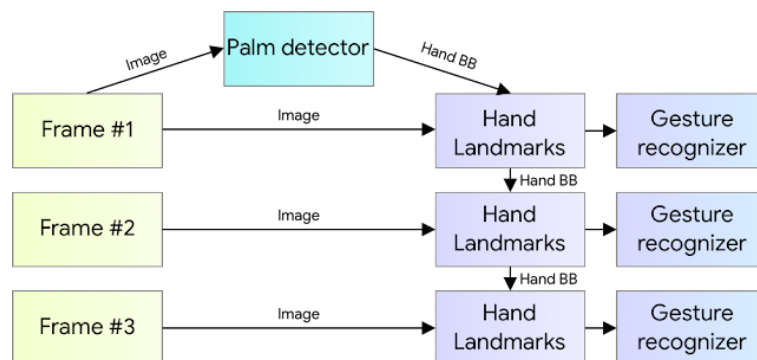 Palm detector
Image
Hand BB
Frame #1
Image
Hand
Landmarks
Gesture
recognizer
Hand BB
Frame #2
Image
Hand
Landmarks
Gesture
recognizer
Hand BB
Frame #3
Image
Hand
Landmarks
Gesture
recognizer